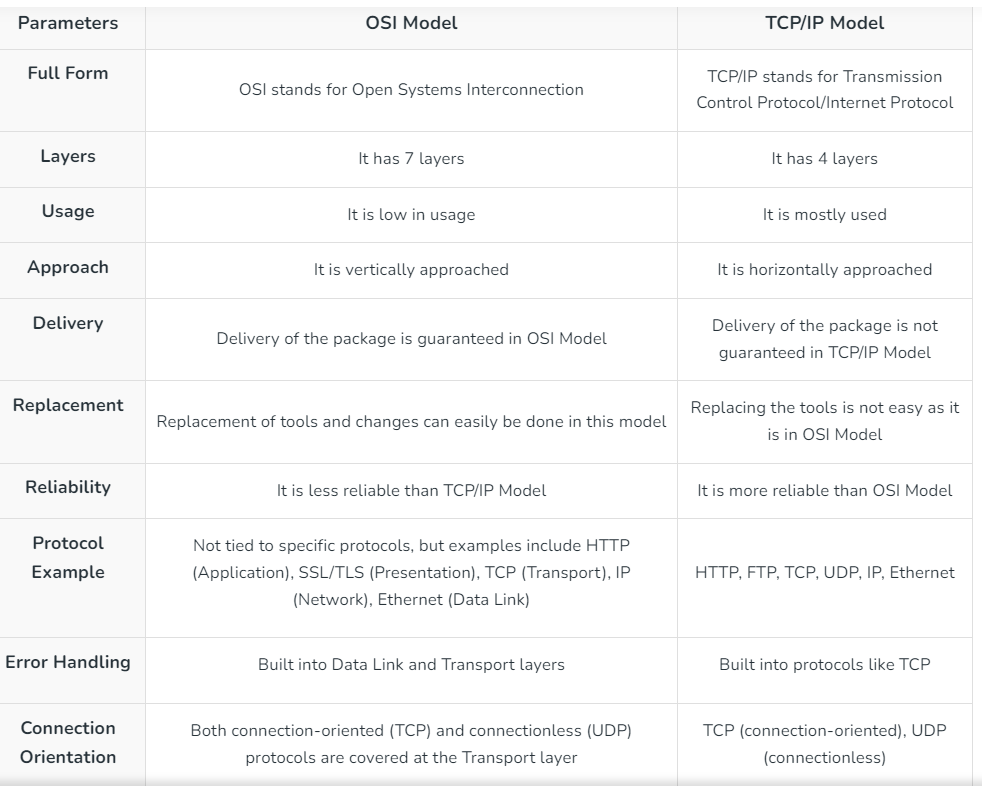 Parameters
OSI Model
TCP/IP Model
Full Form
OSI stands for Open Systems Interconnection
TCP/IP stands for Transmission
Control Protocol/Internet Protocol
Layers
It has 7 layers
It has 4 layers
Usage
It is low in usage
It is mostly used
Approach
It is vertically approached
It is horizontally approached
Delivery
Delivery of the package is guaranteed in OSI Model
Delivery of the package is not
guaranteed in TCP/IP Model
Replacement
Replacement of tools and changes can easily be done in this model
Replacing the tools is not easy as it
is in OSI Model
Reliability
It is less reliable than TCP/IP Model
It is more reliable than OSI Model
Protocol
Example
Not tied to specific protocols, but examples include HTTP
(Application), SSL/TLS (Presentation), TCP (Transport), IP
(Network), Ethernet (Data Link)
HTTP, FTP, TCP, UDP, IP, Ethernet
Error Handling
Built into Data Link and Transport layers
Built into protocols like TCP
Connection
Orientation
Both connection-oriented (TCP) and connectionless (UDP)
protocols are covered at the Transport layer
TCP (connection-oriented), UDP
(connectionless)